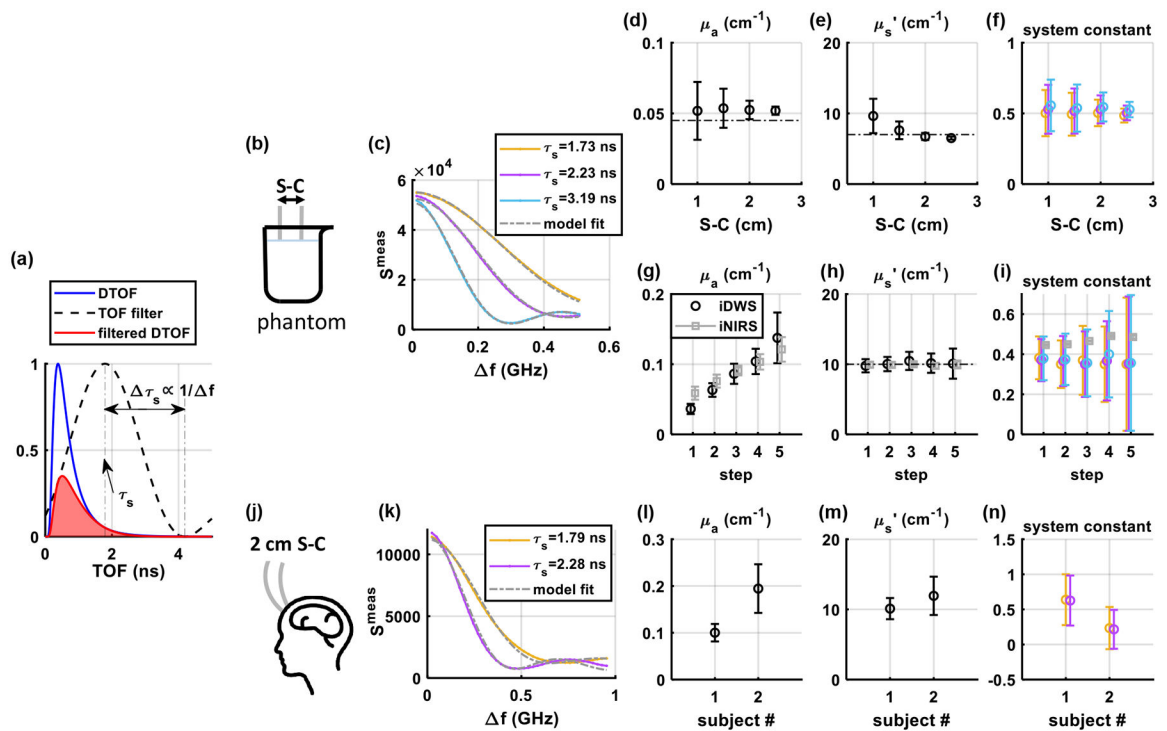 (a)
DTOF
TOF filter
filtered DTOF
Δτs ∝ 1/Δf
τs
1
0.5
0
0 2 4
TOF (ns)
(b)
S-C
phantom
(c)
×10⁴
τs=1.73 ns
τs=2.23 ns
τs=3.19 ns
model fit
Smeas
6
4
2
0
0 0.2 0.4 0.6
Δf (GHz)
(d)
μa (cm-1)
0.1
0.05
0
0 1 2 3
S-C (cm)
(e)
μs' (cm-1)
20
10
0
0 1 2 3
S-C (cm)
(f)
system constant
1
0.5
0
0 1 2 3
S-C (cm)
(g)
μa (cm-1)
iDWS
iNIRS
0.2
0.1
0
1 2 3 4 5
step
(h)
μs' (cm-1)
20
10
0
1 2 3 4 5
step
(i)
system constant
0.6
0.4
0.2
0
1 2 3 4 5
step
(j)
2 cm S-C
(k)
τs=1.79 ns
τs=2.28 ns
model fit
Smeas
10000
5000
0
0 0.5 1
Δf (GHz)
(l)
μa (cm-1)
0.3
0.2
0.1
0
1 2
subject #
(m)
μs' (cm-1)
20
10
0
1 2
subject #
(n)
system constant
1.5
1
0.5
0
-0.5
1 2
subject #